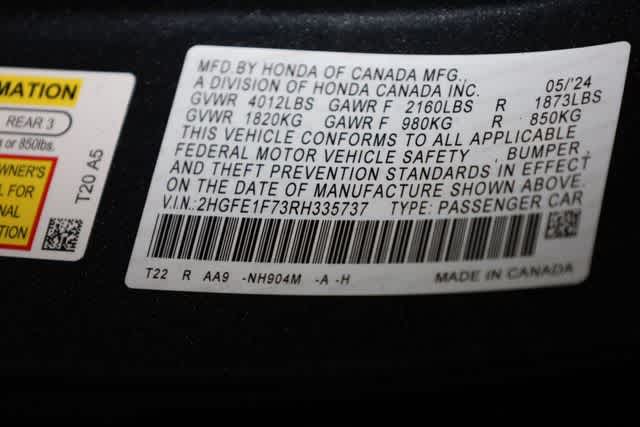 MFD.BY HONDA OF CANADA MFG.,
A DIVISION OF HONDA CANADA INC. 05/'24
GVWR 4012LBS GAWR F 2160LBS R 1873LBS
GVWR 1820KG GAWR F 980KG R 850KG
THIS VEHICLE CONFORMS TO ALL APPLICABLE
FEDERAL MOTOR VEHICLE SAFETY , BUMPER,
AND THEFT PREVENTION STANDARDS IN EFFECT
ON THE DATE OF MANUFACTURE SHOWN ABOVE.
V.I.N.:2HGFE1F73RH335737 TYPE: PASSENGER CAR
T22 R AA9 -NH904M -A -H MADE IN CANADA
REAR 3
or 850lbs.
FOR
T20 A5